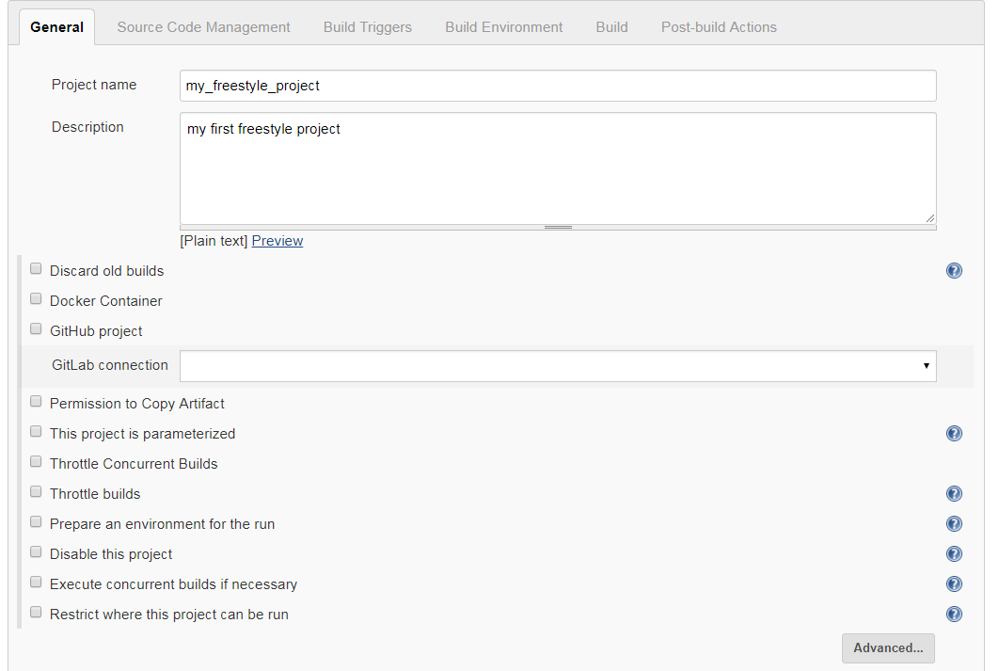 General Source Code Management Build Triggers Build Environment Build Post-build Actions
Project name my_freestyle_project
Description my first freestyle project
[Plain text] Preview
Discard old builds
Docker Container
GitHub project
GitLab connection
Permission to Copy Artifact
This project is parameterized
Throttle Concurrent Builds
Throttle builds
Prepare an environment for the run
Disable this project
Execute concurrent builds if necessary
Restrict where this project can be run
Advanced...